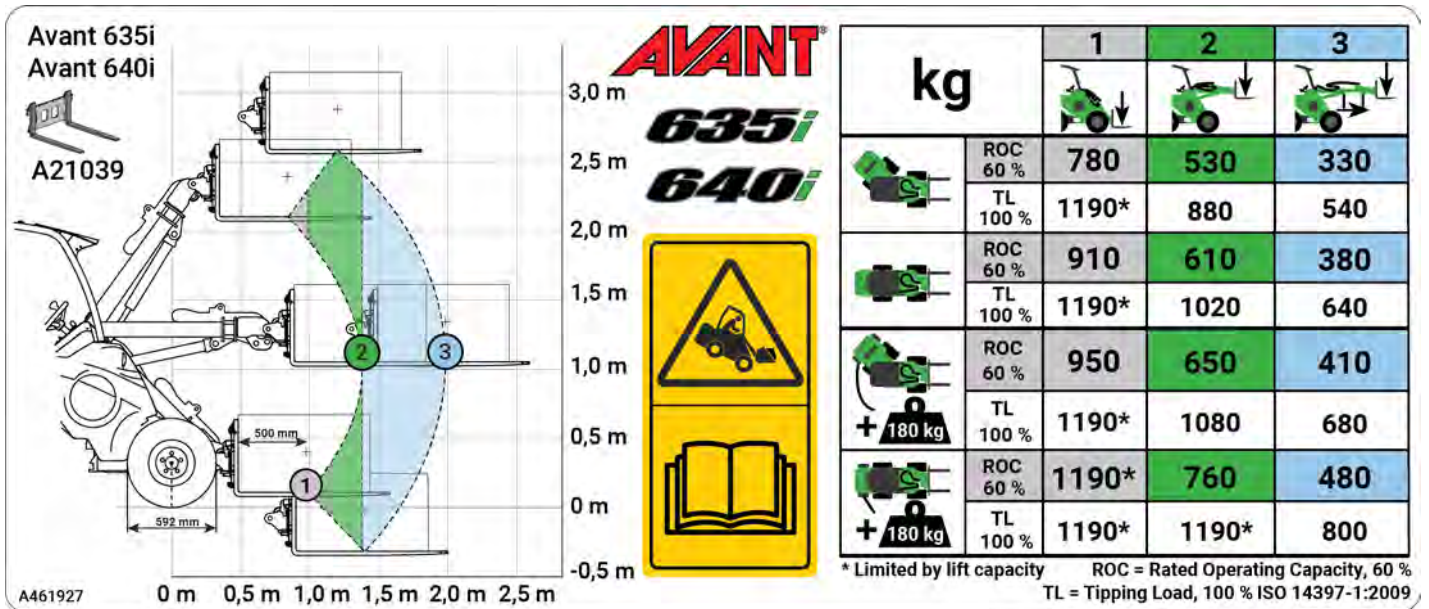 Avant 635i
Avant 640i
A21039
3,0 m
2,5 m
2,0 m
1,5 m
1,0 m
0,5 m
0 m
-0,5 m
2
3
500 mm
1
592 mm
A461927
0 m 0,5 m 1,0 m 1,5 m 2,0 m 2,5 m
AVANT®
635i
640i
kg
1 2 3
ROC 60 % 780 530 330
TL 100 % 1190* 880 540
ROC 60 % 910 610 380
TL 100 % 1190* 1020 640
ROC 60 % 950 650 410
+ 180 kg
TL 100 % 1190* 1080 680
ROC 60 % 1190* 760 480
+ 180 kg
TL 100 % 1190* 1190* 800
* Limited by lift capacity ROC = Rated Operating Capacity, 60 %
TL = Tipping Load, 100 % ISO 14397-1:2009